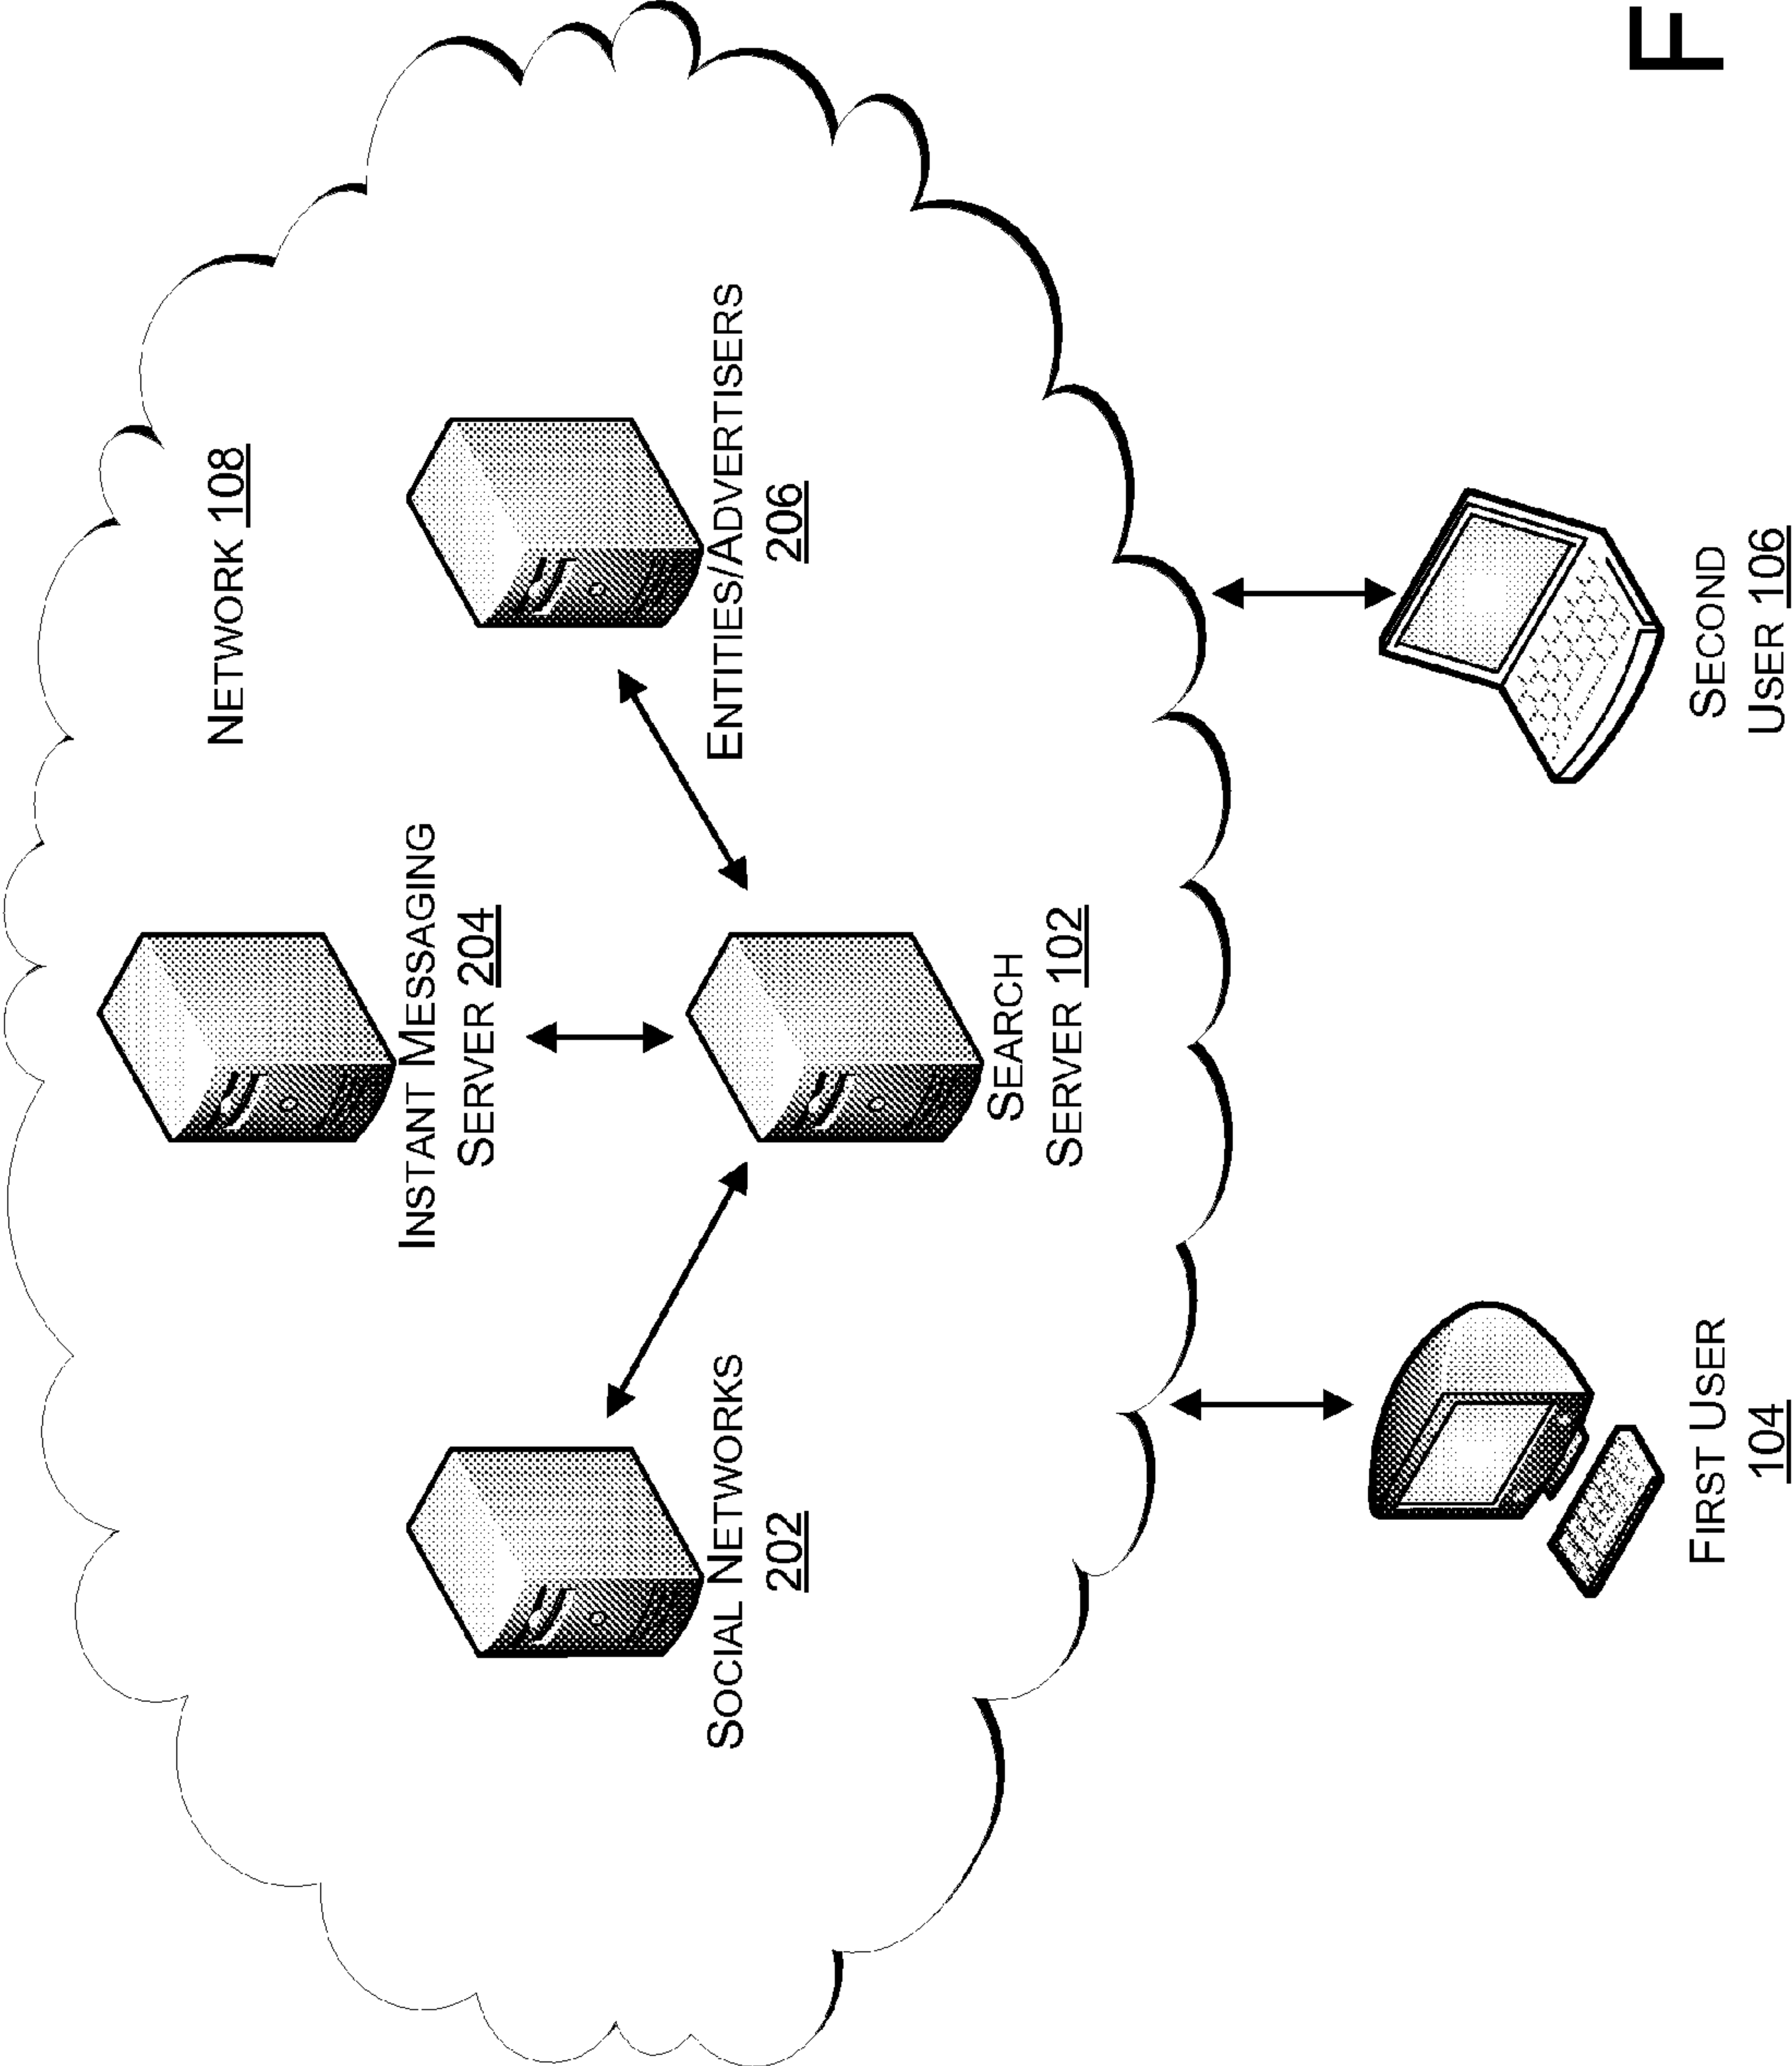 NETWORK 108
INSTANT MESSAGING
SERVER 204
SOCIAL NETWORKS
202
ENTITIES/ADVERTISERS
206
SEARCH
SERVER 102
FIRST USER
104
SECOND
USER 106
F